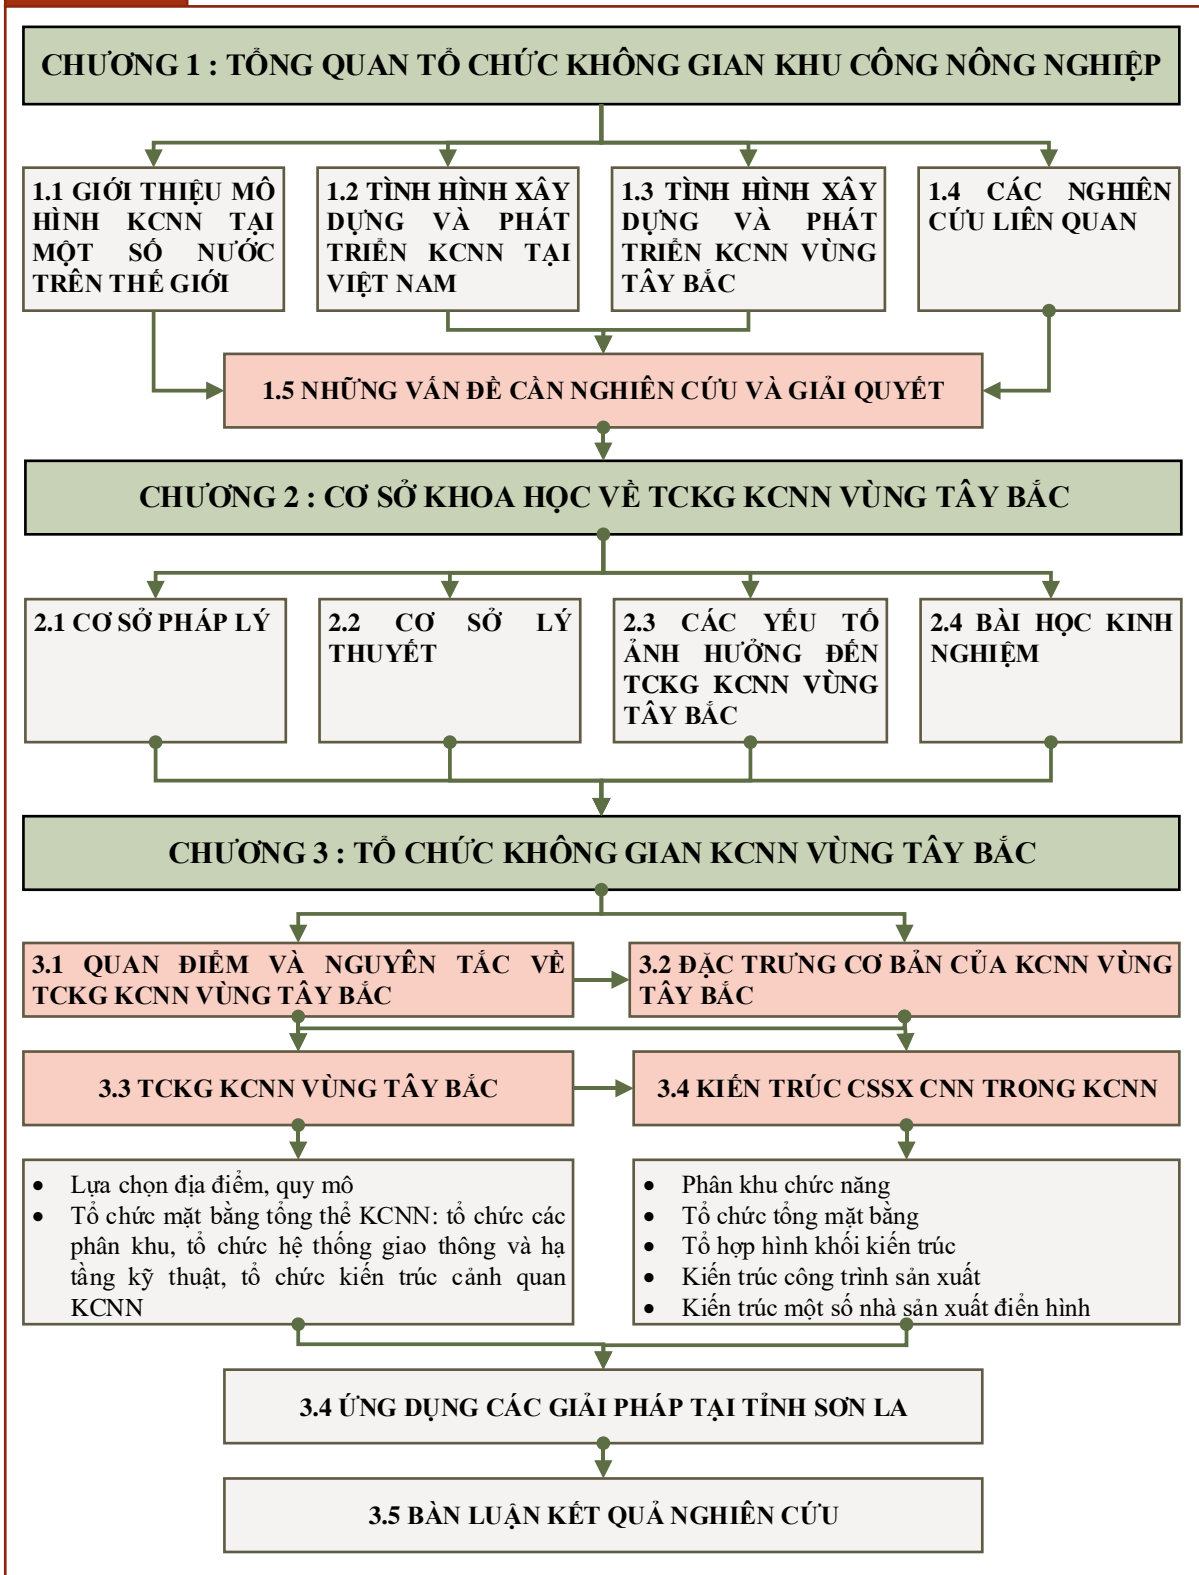 CHƯƠNG 1 : TỔNG QUAN TỔ CHỨC KHÔNG GIAN KHU CÔNG NÔNG NGHIỆP
1.1 GIỚI THIỆU MÔ
HÌNH KCNN TẠI
MỘT SỐ NƯỚC
TRÊN THẾ GIỚI
1.2 TÌNH HÌNH XÂY
DỰNG VÀ PHÁT
TRIỂN KCNN TẠI
VIỆT NAM
1.3 TÌNH HÌNH XÂY
DỰNG VÀ PHÁT
TRIỂN KCNN VÙNG
TÂY BẮC
1.4 CÁC NGHIÊN
CỨU LIÊN QUAN
1.5 NHỮNG VẤN ĐỀ CẦN NGHIÊN CỨU VÀ GIẢI QUYẾT
CHƯƠNG 2 : CƠ SỞ KHOA HỌC VỀ TCKG KCNN VÙNG TÂY BẮC
2.1 CƠ SỞ PHÁP LÝ
2.2 CƠ SỞ LÝ
THUYẾT
2.3 CÁC YẾU TỐ
ẢNH HƯỞNG ĐẾN
TCKG KCNN VÙNG
TÂY BẮC
2.4 BÀI HỌC KINH
NGHIỆM
CHƯƠNG 3 : TỔ CHỨC KHÔNG GIAN KCNN VÙNG TÂY BẮC
3.1 QUAN ĐIỂM VÀ NGUYÊN TẮC VỀ
TCKG KCNN VÙNG TÂY BẮC
3.2 ĐẶC TRƯNG CƠ BẢN CỦA KCNN VÙNG
TÂY BẮC
3.3 TCKG KCNN VÙNG TÂY BẮC
3.4 KIẾN TRÚC CSSX CNN TRONG KCNN
• Lựa chọn địa điểm, quy mô
• Tổ chức mặt bằng tổng thể KCNN: tổ chức các
phân khu, tổ chức hệ thống giao thông và hạ
tầng kỹ thuật, tổ chức kiến trúc cảnh quan
KCNN
• Phân khu chức năng
• Tổ chức tổng mặt bằng
• Tổ hợp hình khối kiến trúc
• Kiến trúc công trình sản xuất
• Kiến trúc một số nhà sản xuất điển hình
3.4 ỨNG DỤNG CÁC GIẢI PHÁP TẠI TỈNH SƠN LA
3.5 BÀN LUẬN KẾT QUẢ NGHIÊN CỨU